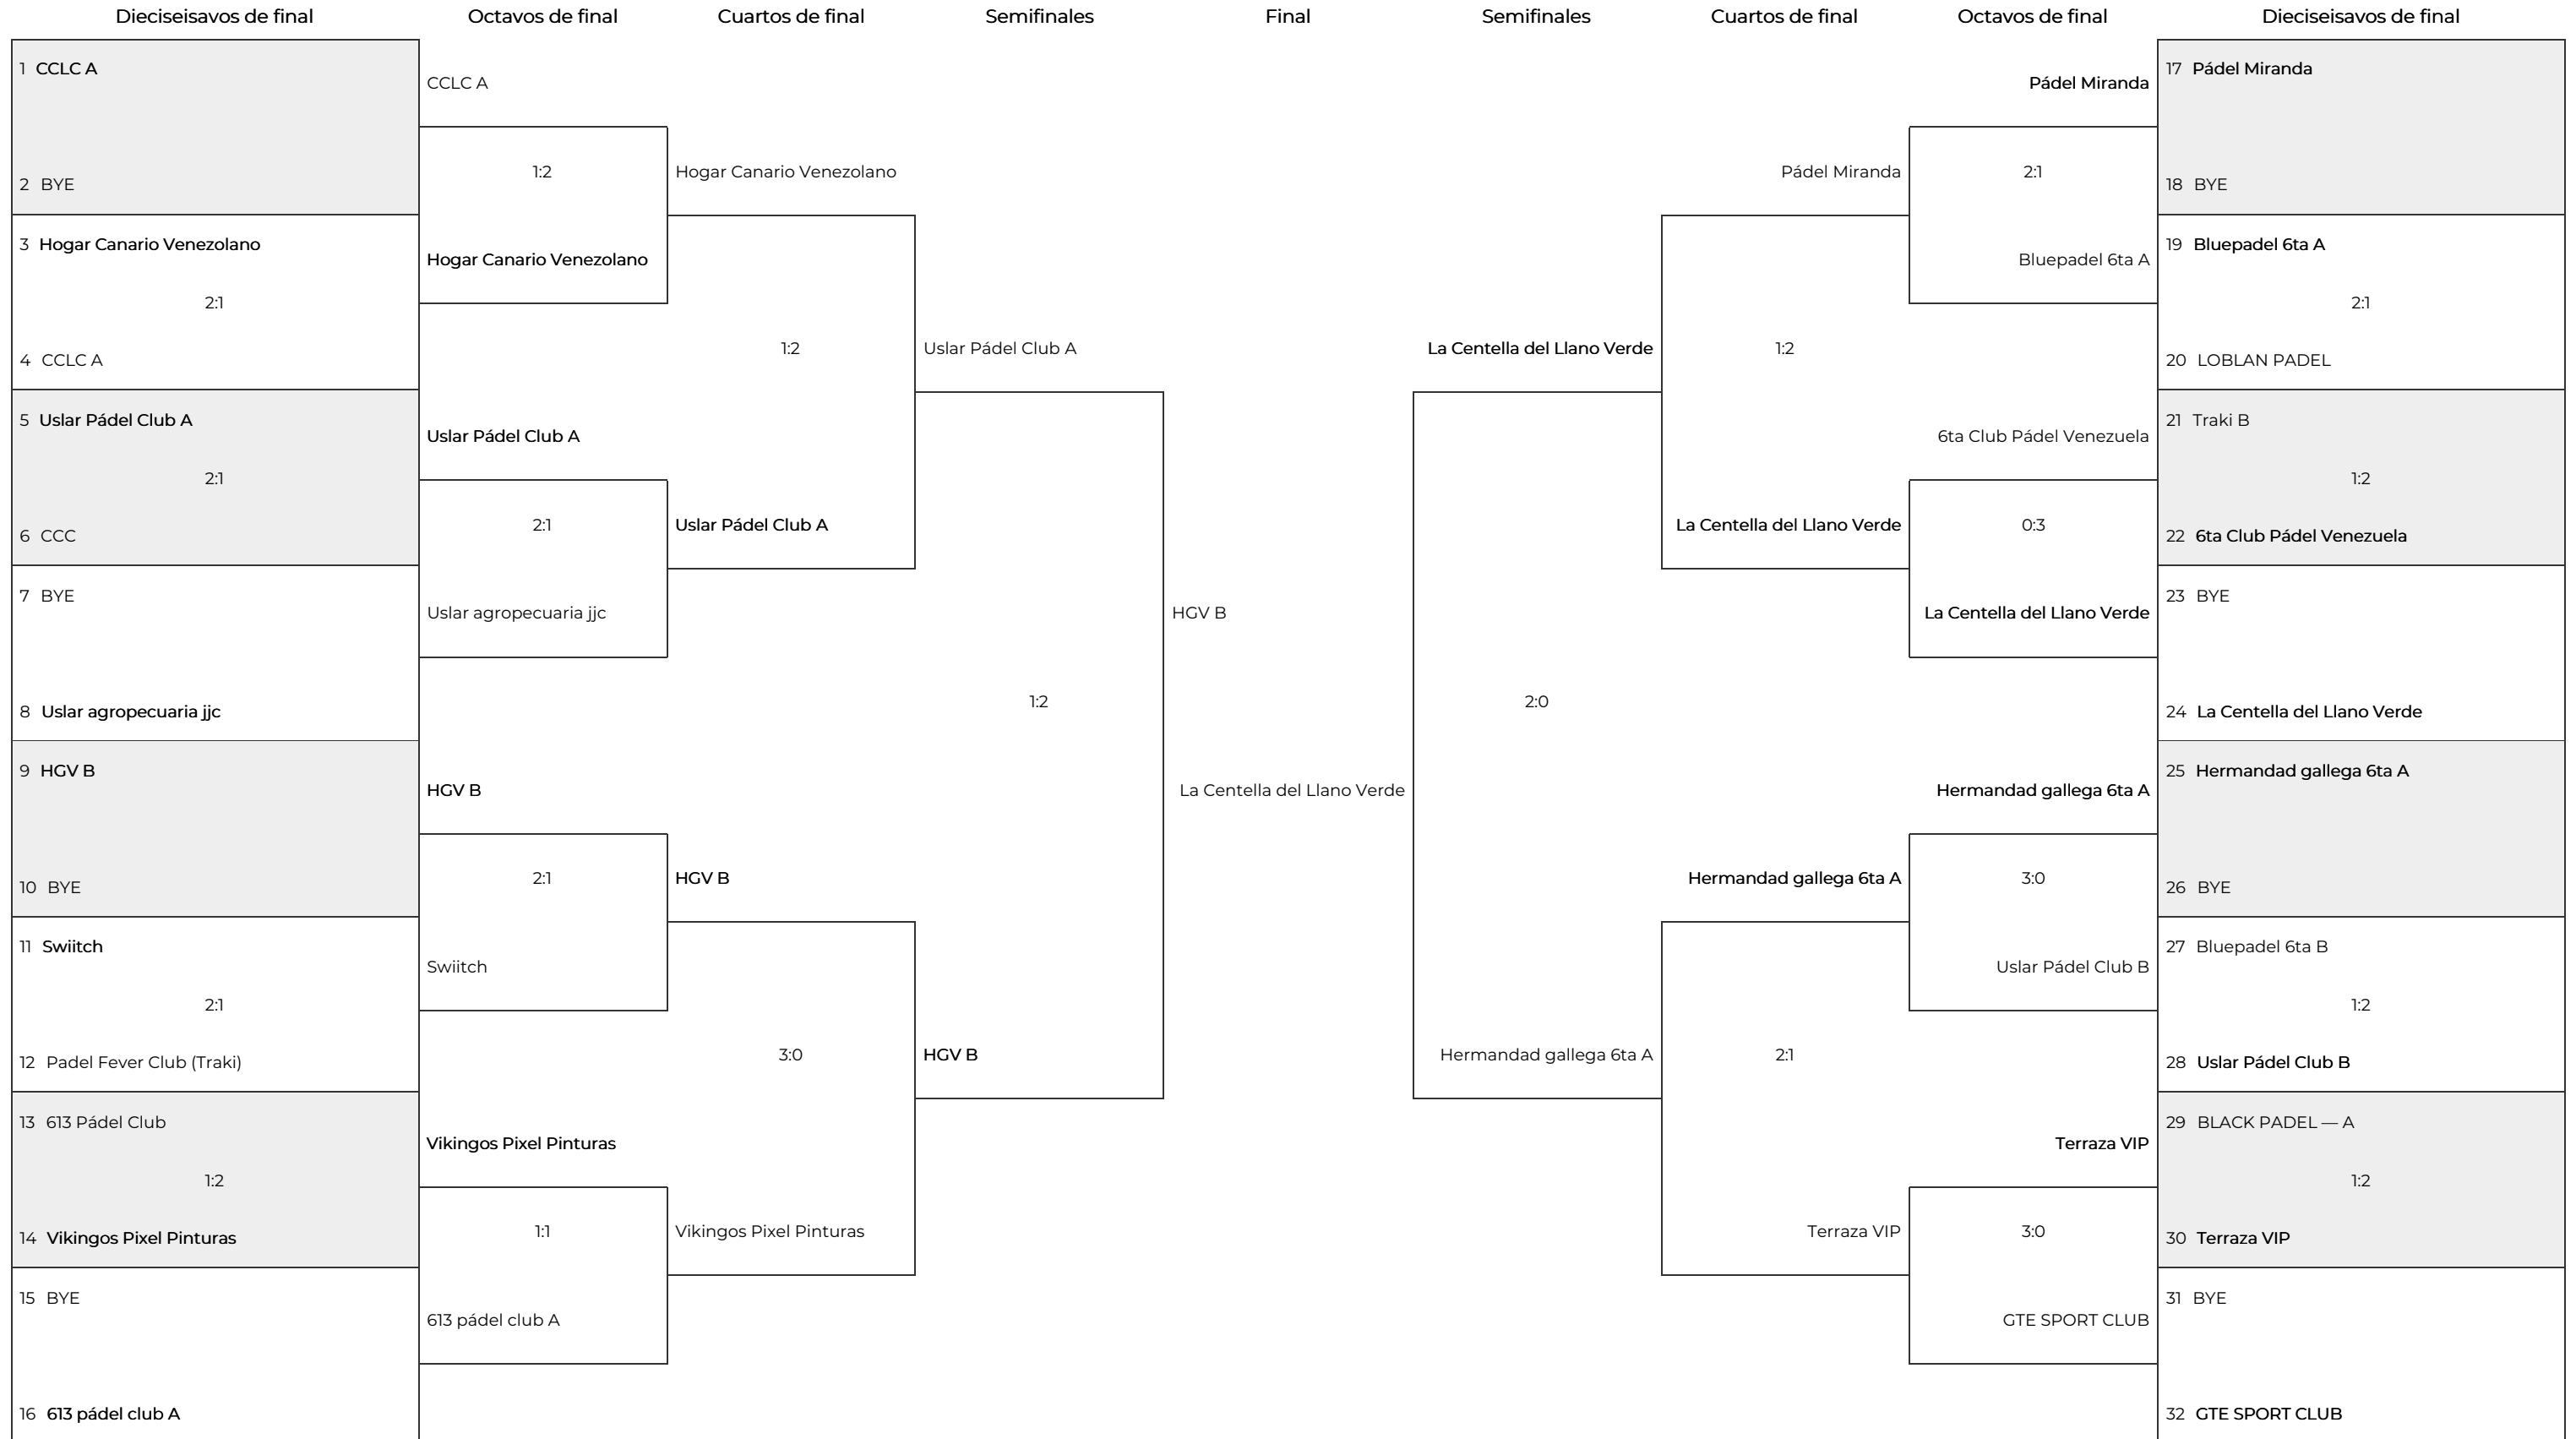 Dieciseisavos de final
Octavos de final
Cuartos de final
Semifinales
Final
Semifinales
Cuartos de final
Octavos de final
Dieciseisavos de final
1 CCLC A
2 BYE
3 Hogar Canario Venezolano
2:1
4 CCLC A
5 Uslar Pádel Club A
2:1
6 CCC
7 BYE
8 Uslar agropecuaria jjc
9 HGV B
10 BYE
11 Swiitch
2:1
12 Padel Fever Club (Traki)
13 613 Pádel Club
1:2
14 Vikingos Pixel Pinturas
15 BYE
16 613 pádel club A
CCLC A
1:2
Hogar Canario Venezolano
Uslar Pádel Club A
2:1
Uslar agropecuaria jjc
HGV B
2:1
Swiitch
Vikingos Pixel Pinturas
1:1
613 pádel club A
Hogar Canario Venezolano
1:2
Uslar Pádel Club A
HGV B
3:0
Vikingos Pixel Pinturas
Uslar Pádel Club A
1:2
HGV B
HGV B
La Centella del Llano Verde
La Centella del Llano Verde
2:0
Hermandad gallega 6ta A
Pádel Miranda
1:2
La Centella del Llano Verde
Hermandad gallega 6ta A
2:1
Terraza VIP
Pádel Miranda
2:1
Bluepadel 6ta A
6ta Club Pádel Venezuela
0:3
La Centella del Llano Verde
Hermandad gallega 6ta A
3:0
Uslar Pádel Club B
Terraza VIP
3:0
GTE SPORT CLUB
17 Pádel Miranda
18 BYE
19 Bluepadel 6ta A
2:1
20 LOBLAN PADEL
21 Traki B
1:2
22 6ta Club Pádel Venezuela
23 BYE
24 La Centella del Llano Verde
25 Hermandad gallega 6ta A
26 BYE
27 Bluepadel 6ta B
1:2
28 Uslar Pádel Club B
29 BLACK PADEL — A
1:2
30 Terraza VIP
31 BYE
32 GTE SPORT CLUB